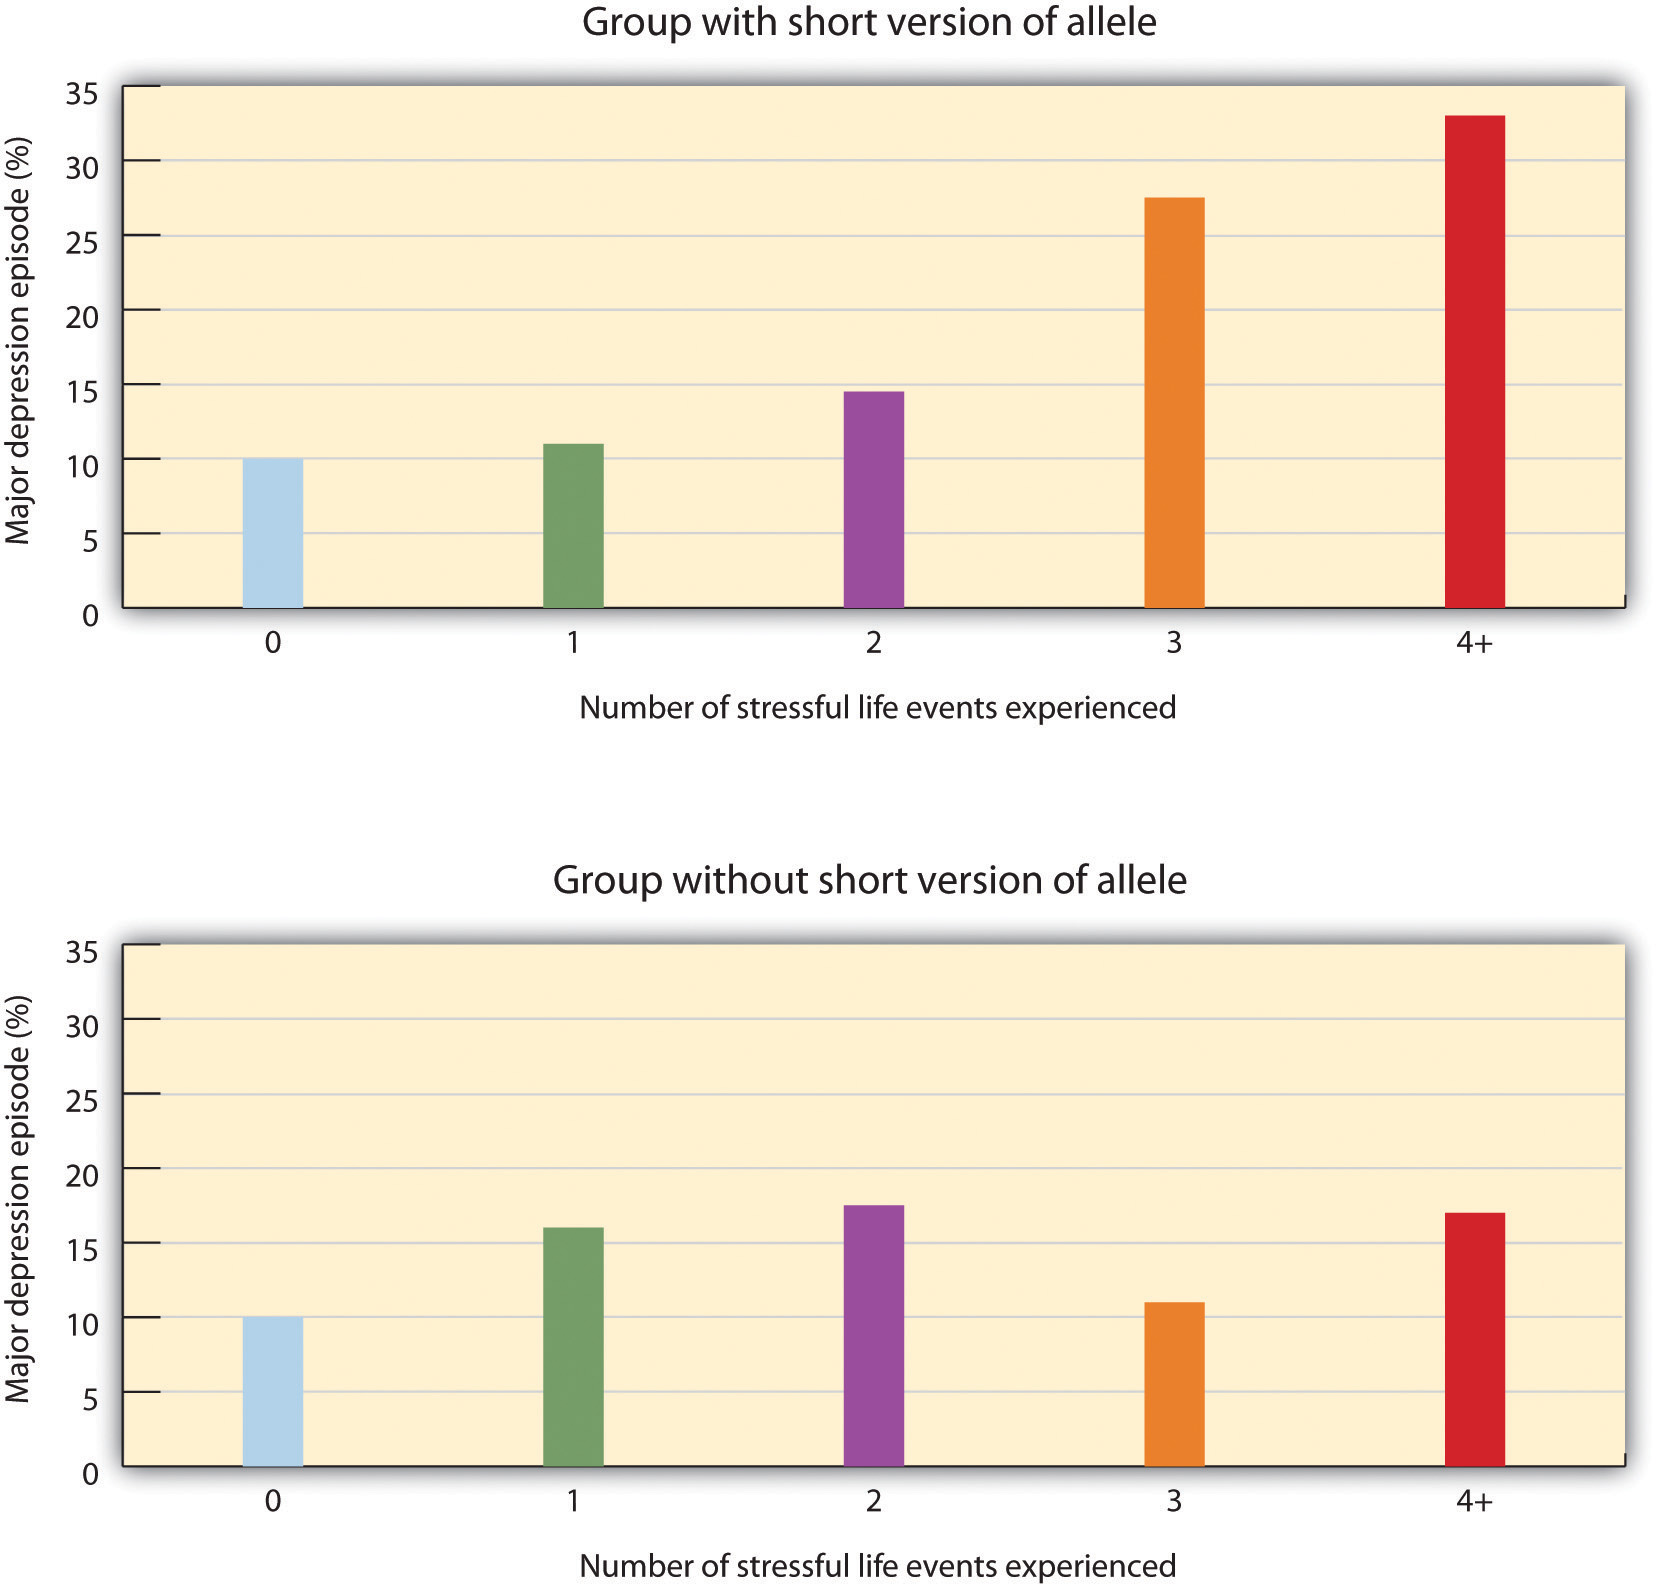 Group with short version of allele
Major depression episode (%)
35
30
25
20
15
10
5
0
0 1 2 3 4+
Number of stressful life events experienced
Group without short version of allele
Major depression episode (%)
35
30
25
20
15
10
5
0
0 1 2 3 4+
Number of stressful life events experienced